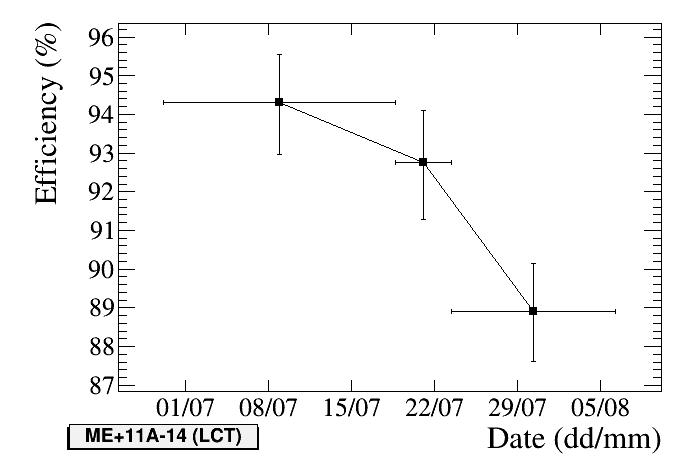 Efficiency (%)
96
95
94
93
92
91
90
89
88
87
01/07 08/07 15/07 22/07 29/07 05/08
Date (dd/mm)
ME+11A-14 (LCT)